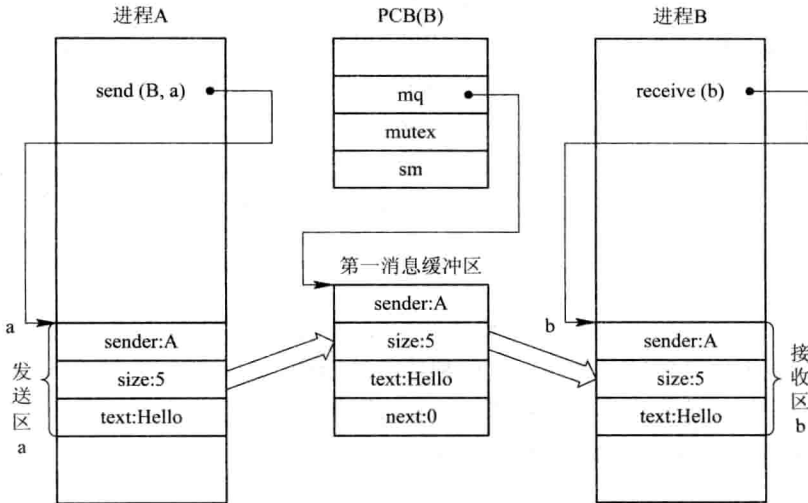 进程A
PCB(B)
进程B
send (B, a)
mq
mutex
sm
receive (b)
第一消息缓冲区
a
sender:A
size:5
text:Hello
发送区a
sender:A
size:5
text:Hello
next:0
b
sender:A
size:5
text:Hello
接收区b